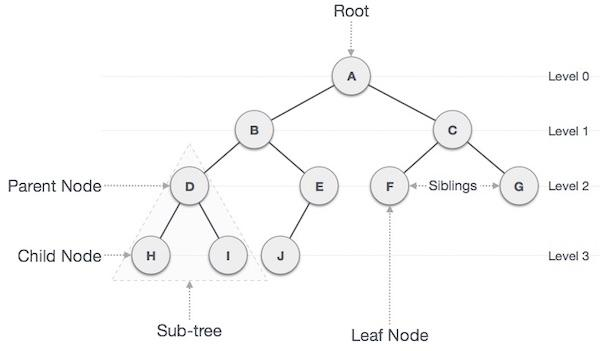 Root
A
Level 0
B
C
Level 1
Parent Node
D
E
F
Siblings
G
Level 2
Child Node
H
I
J
Level 3
Sub-tree
Leaf Node